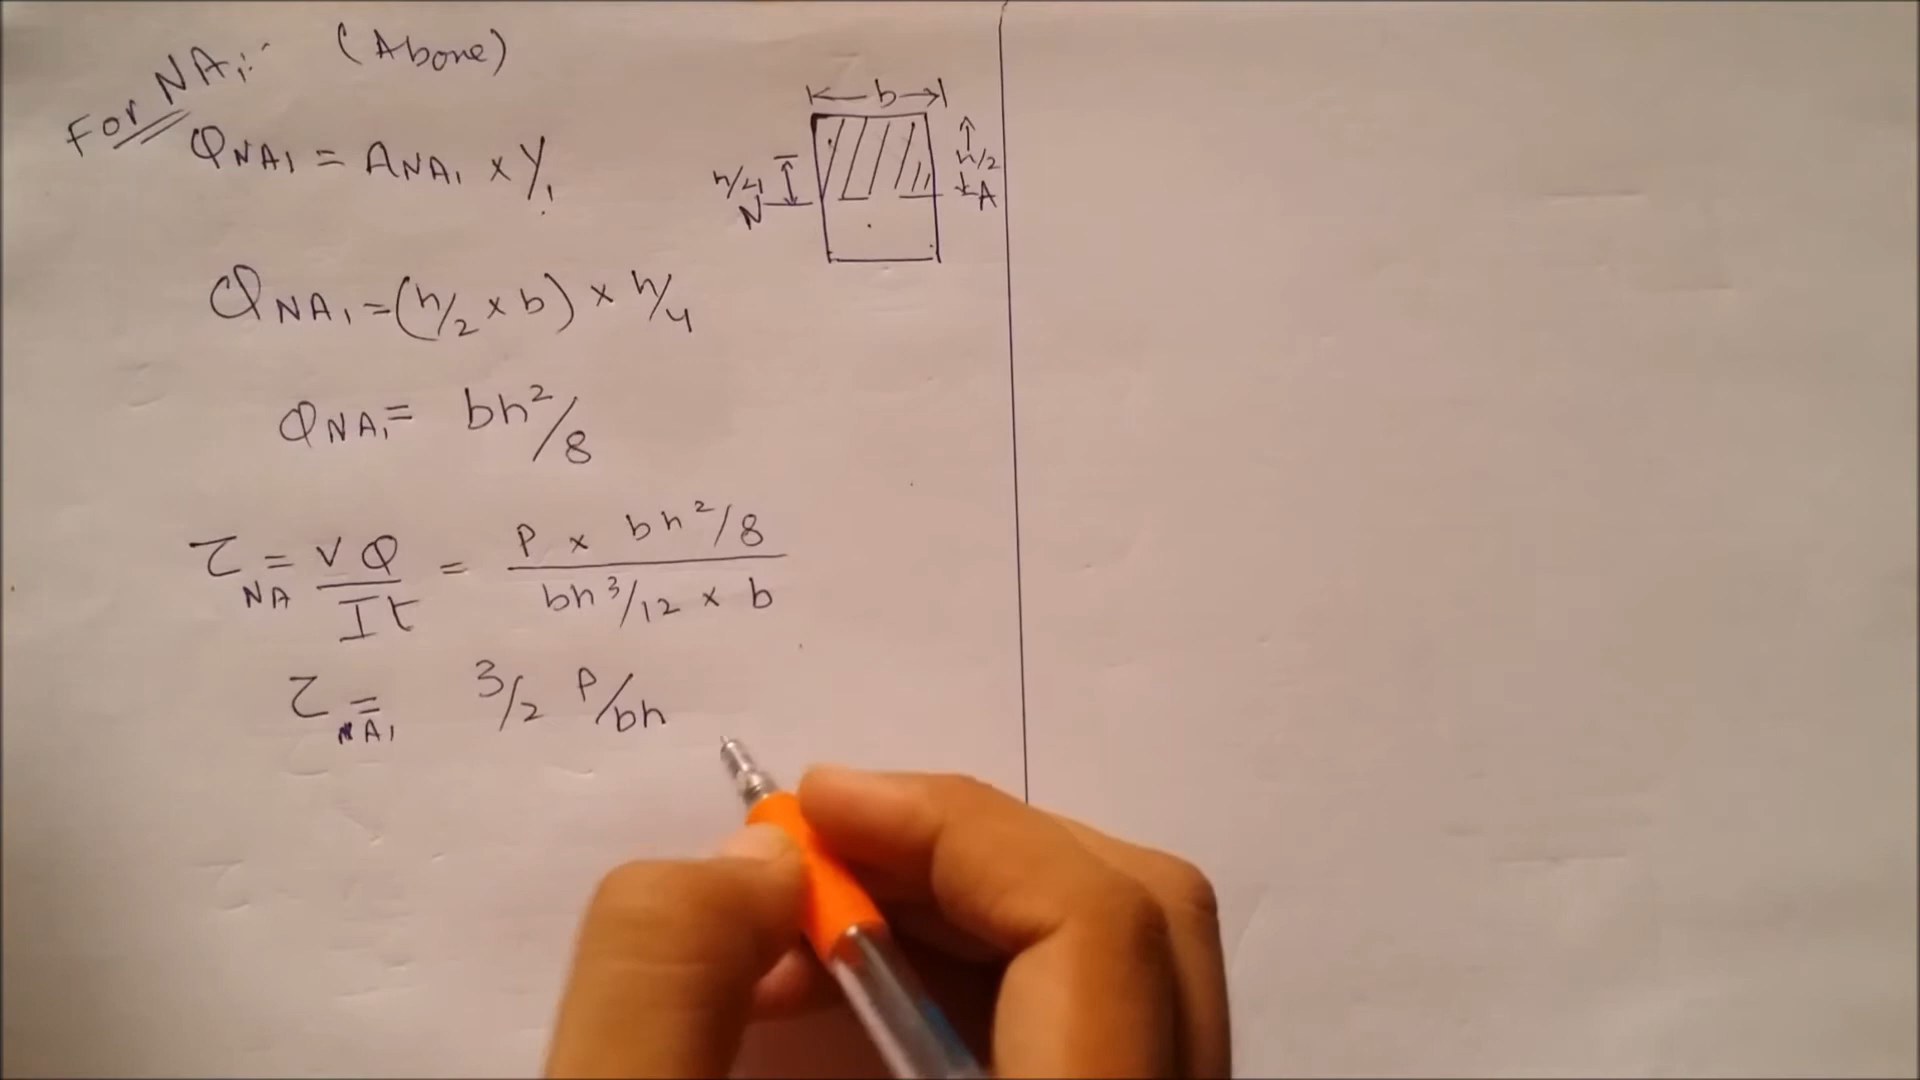 For NA₁:- (Above)
Q_NA₁ = A_NA₁ × Y₁
Q_NA₁ = (h/2 × b) × h/4
Q_NA₁ = bh²/8
τ_NA = VQ/It = (P × bh²/8)/(bh³/12 × b)
τ_NA₁ = 3/2 P/bh
b
h/2
h/4
N A